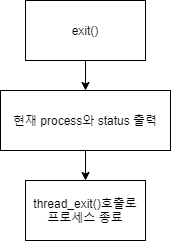 exit()
현재 process와 status 출력
thread_exit()호출로
프로세스 종료